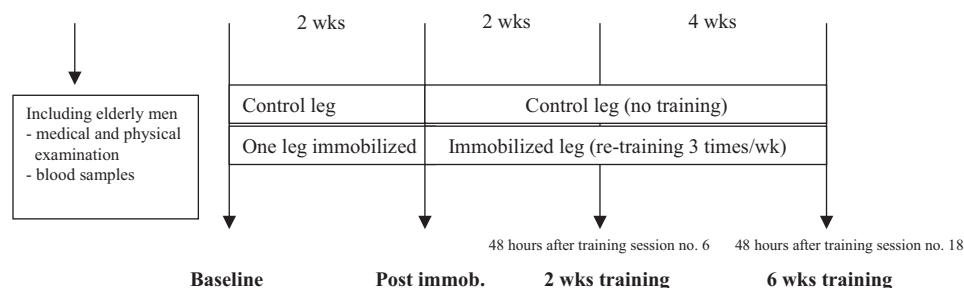 2 wks 2 wks 4 wks
Including elderly men
- medical and physical
examination
- blood samples
Control leg
Control leg (no training)
One leg immobilized
Immobilized leg (re-training 3 times/wk)
48 hours after training session no. 6
48 hours after training session no. 18
Baseline
Post immob.
2 wks training
6 wks training